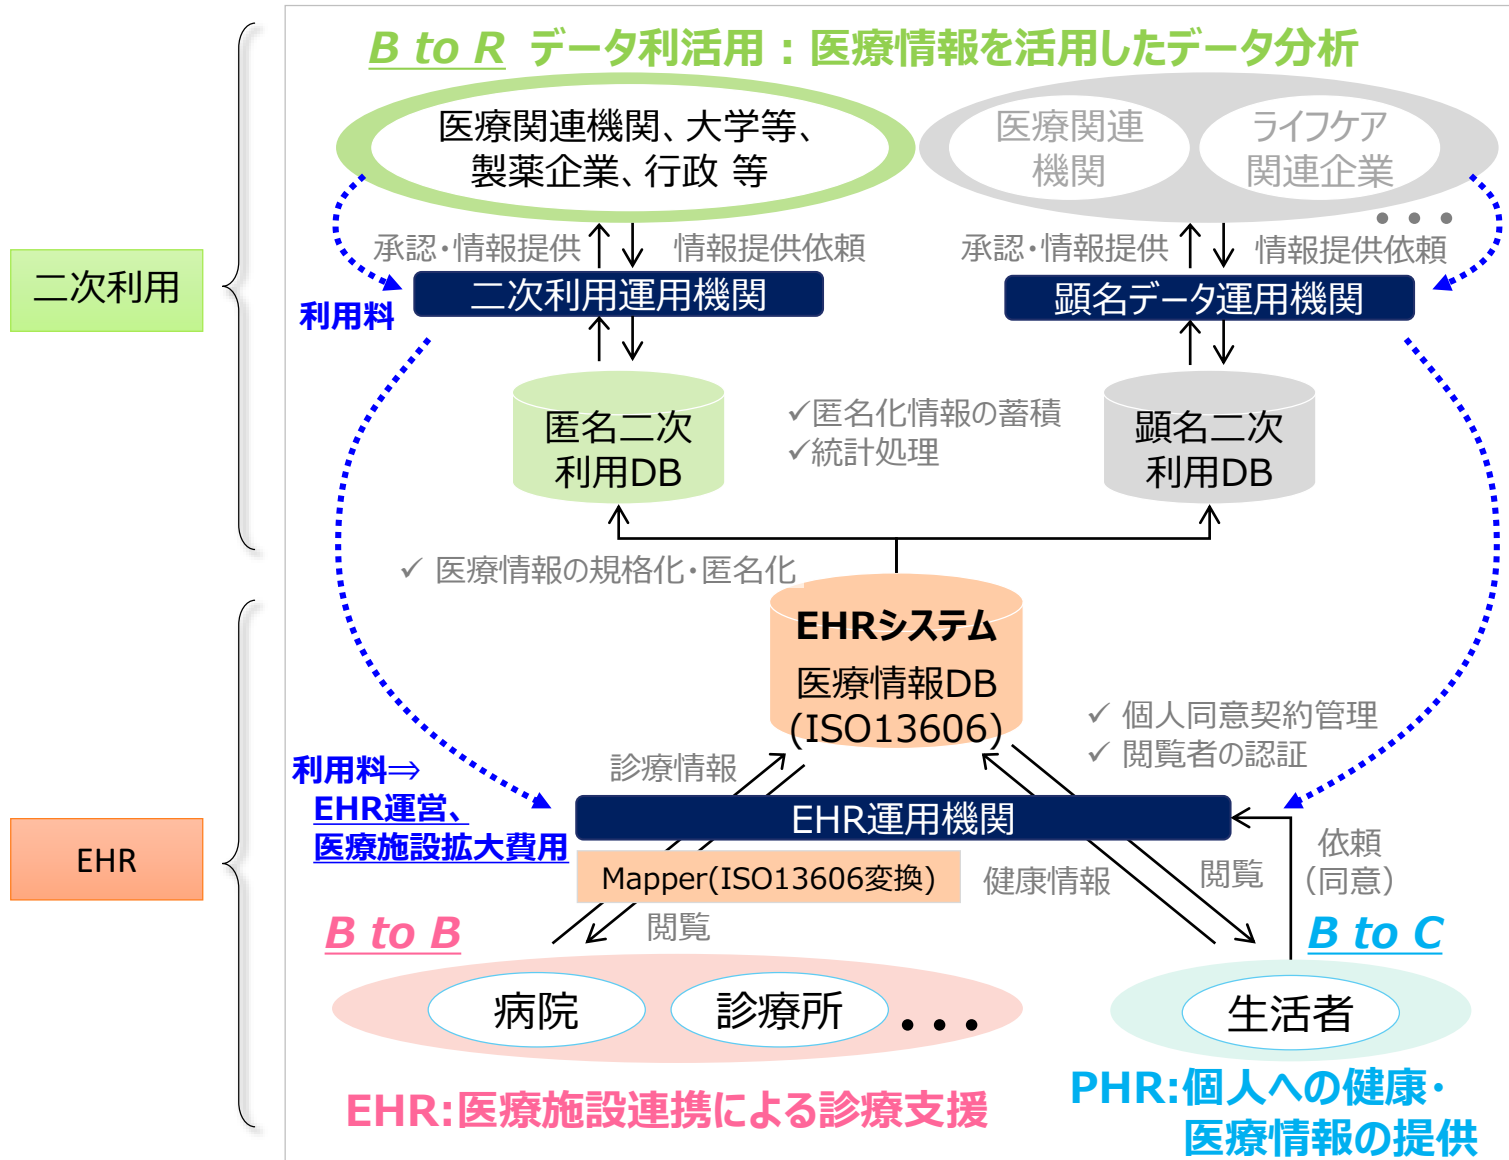 B to R データ利活用：医療情報を活用したデータ分析
医療関連機関、大学等、
製薬企業、行政 等
医療関連
機関
ライフケア
関連企業
・・・
承認・情報提供
情報提供依頼
承認・情報提供
情報提供依頼
二次利用
二次利用運用機関
顕名データ運用機関
利用料
匿名二次
利用DB
✓匿名化情報の蓄積
✓統計処理
顕名二次
利用DB
✓ 医療情報の規格化・匿名化
EHRシステム
医療情報DB
(ISO13606)
✓ 個人同意契約管理
✓ 閲覧者の認証
診療情報
利用料⇒
EHR運営、
医療施設拡大費用
EHR運用機関
EHR
Mapper(ISO13606変換)
健康情報
閲覧
依頼
（同意）
閲覧
B to B
B to C
病院
診療所
・・・
生活者
EHR:医療施設連携による診療支援
PHR:個人への健康・
医療情報の提供